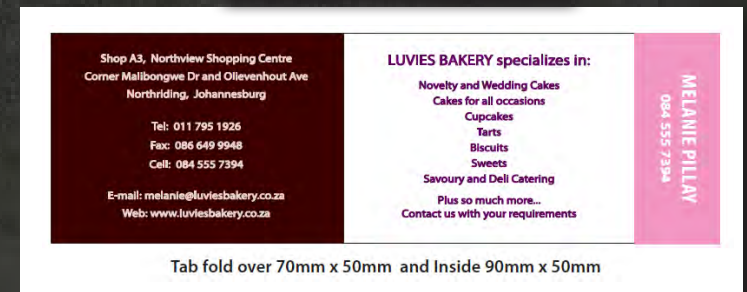 Shop A3, Northview Shopping Centre
Corner Malibongwe Dr and Olievenhout Ave
Northriding, Johannesburg
Tel: 011 795 1926
Fax: 086 649 9948
Cell: 084 555 7394
E-mail: melanie@luviesbakery.co.za
Web: www.luviesbakery.co.za
LUVIES BAKERY specializes in:
Novelty and Wedding Cakes
Cakes for all occasions
Cupcakes
Tarts
Biscuits
Sweets
Savoury and Deli Catering
Plus so much more...
Contact us with your requirements
MELANIE PILLAY
084 555 7394
Tab fold over 70mm x 50mm and Inside 90mm x 50mm